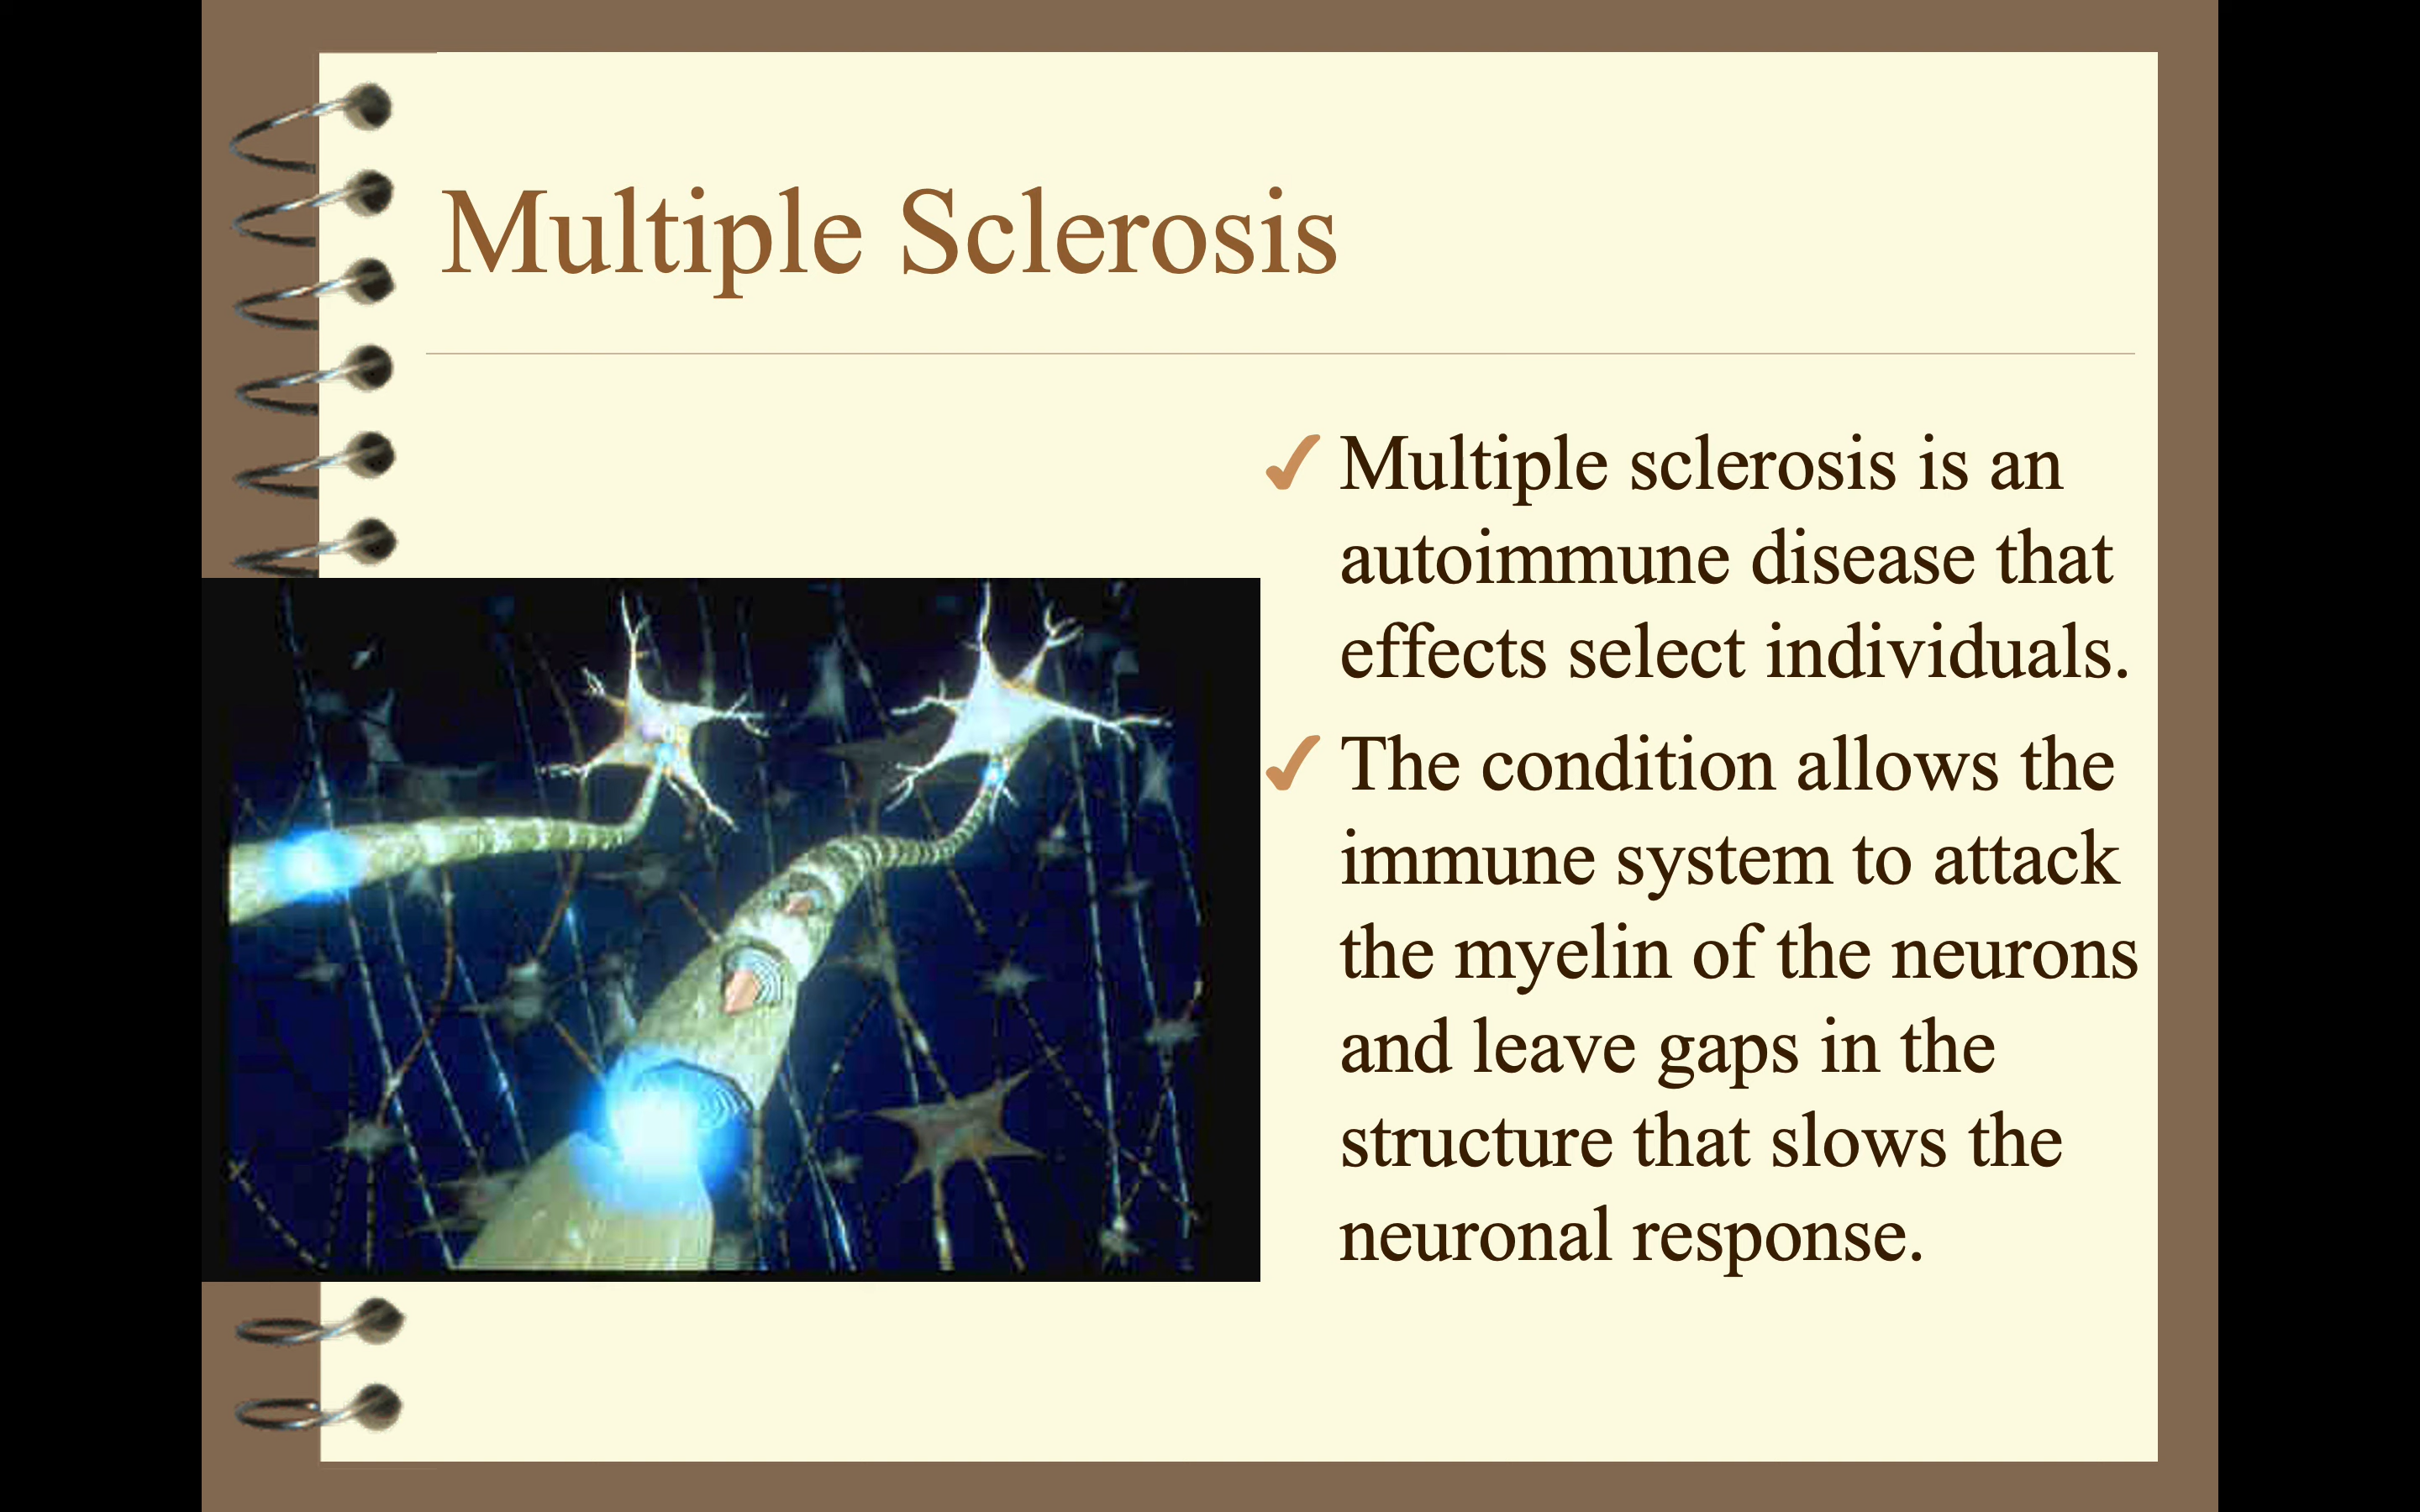 Multiple Sclerosis
✓ Multiple sclerosis is an
autoimmune disease that
effects select individuals.
✓ The condition allows the
immune system to attack
the myelin of the neurons
and leave gaps in the
structure that slows the
neuronal response.